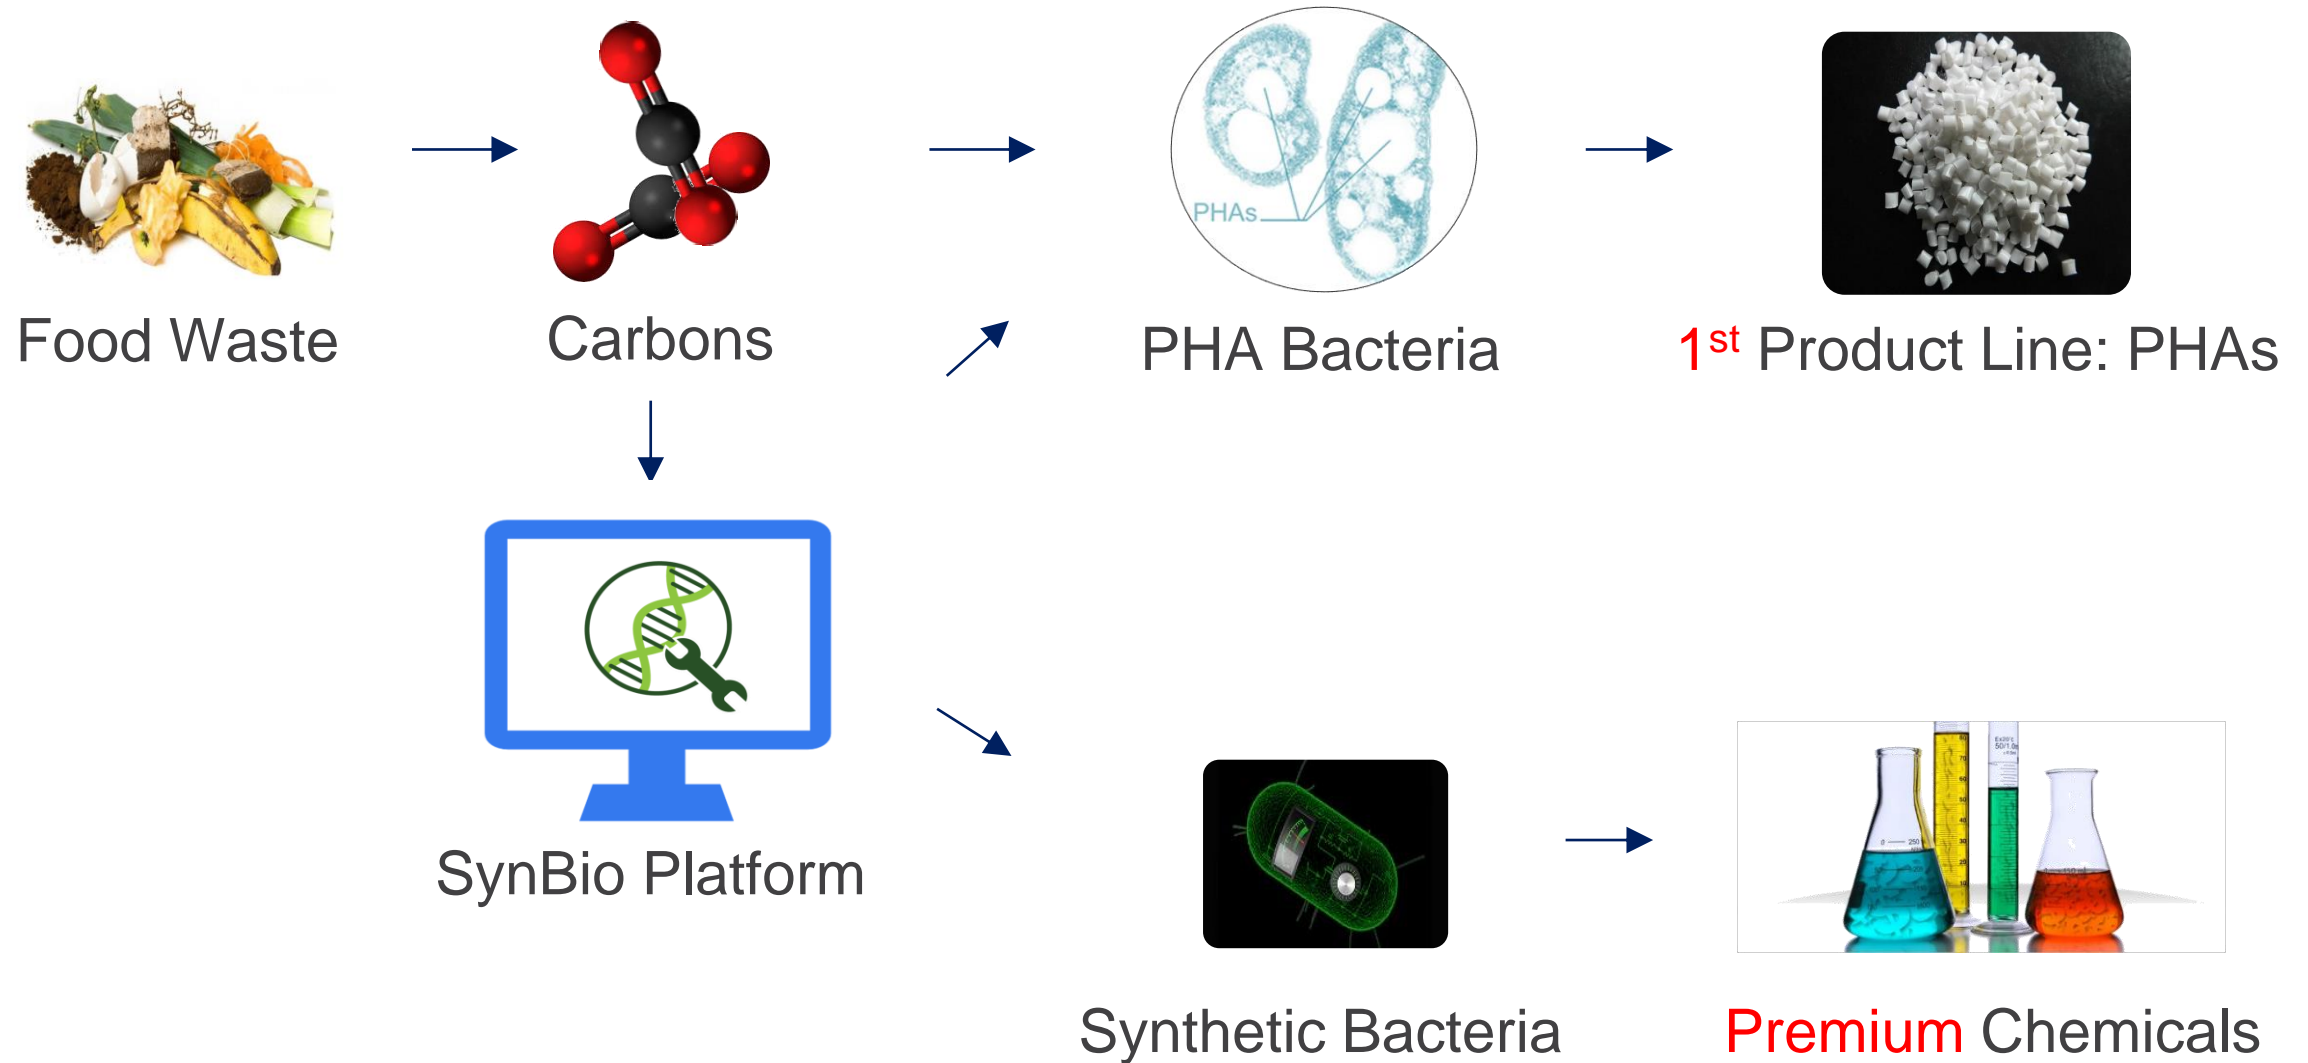 PHAs
Food Waste
Carbons
PHA Bacteria
1st Product Line: PHAs
SynBio Platform
Synthetic Bacteria
Premium Chemicals